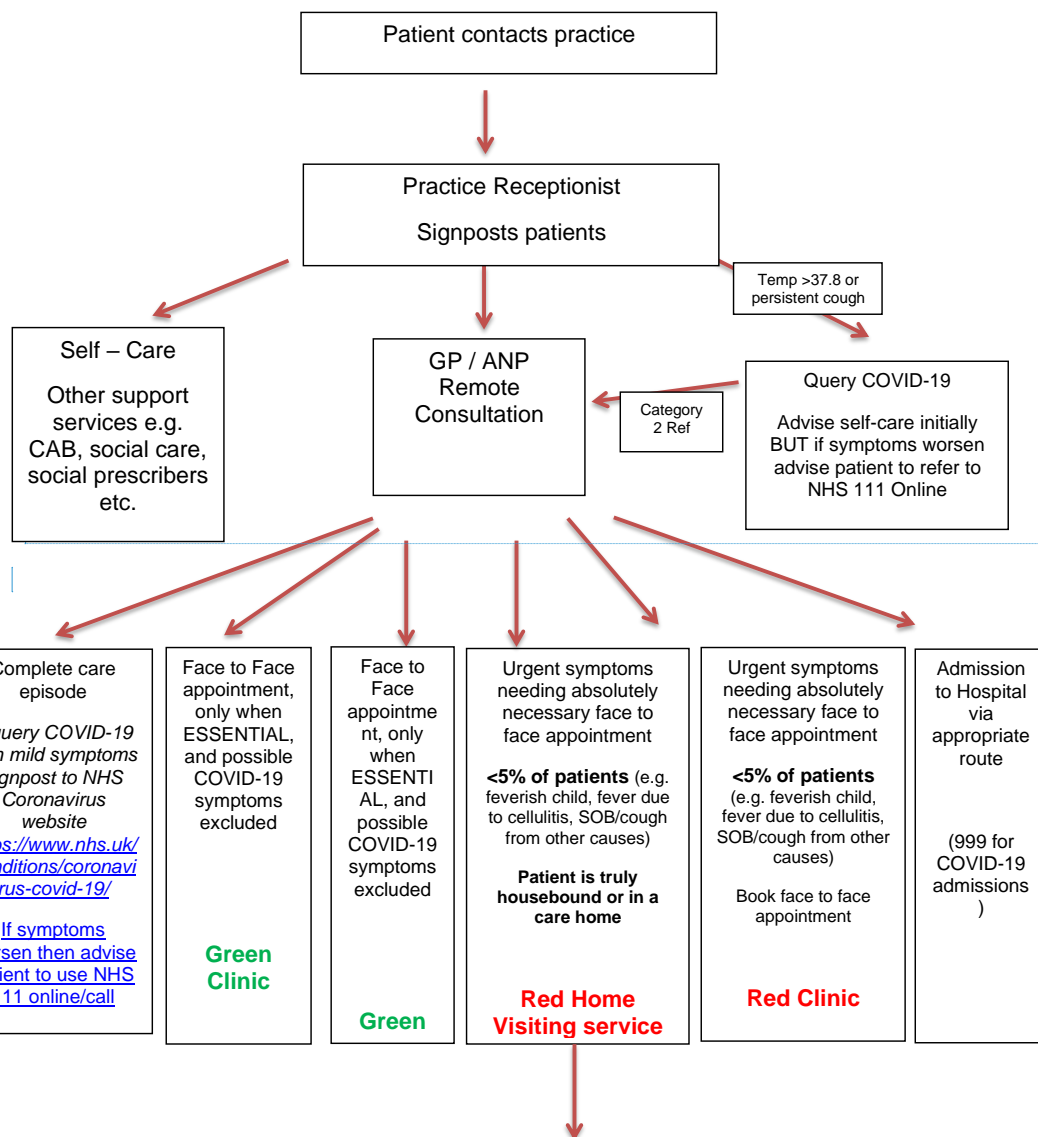 Patient contacts practice
Practice Receptionist
Signposts patients
Temp >37.8 or
persistent cough
Self – Care
Other support
services e.g.
CAB, social care,
social prescribers
etc.
GP / ANP
Remote
Consultation
Category
2 Ref
Query COVID-19
Advise self-care initially
BUT if symptoms worsen
advise patient to refer to
NHS 111 Online
omplete care
episode
query COVID-19
mild symptoms
gnpost to NHS
Coronavirus
website
ps://www.nhs.uk/
nditions/coronavi
rus-covid-19/
If symptoms
rsen then advise
ient to use NHS
11 online/call
Face to Face
appointment,
only when
ESSENTIAL,
and possible
COVID-19
symptoms
excluded
Green
Clinic
Face to
Face
appointme
nt, only
when
ESSENTI
AL, and
possible
COVID-19
symptoms
excluded
Green
Urgent symptoms
needing absolutely
necessary face to
face appointment
<5% of patients (e.g.
feverish child, fever due
to cellulitis, SOB/cough
from other causes)
Patient is truly
housebound or in a
care home
Red Home
Visiting service
Urgent symptoms
needing absolutely
necessary face to
face appointment
<5% of patients
(e.g. feverish child,
fever due to cellulitis,
SOB/cough from other
causes)
Book face to face
appointment
Red Clinic
Admission
to Hospital
via
appropriate
route
(999 for
COVID-19
admissions
)